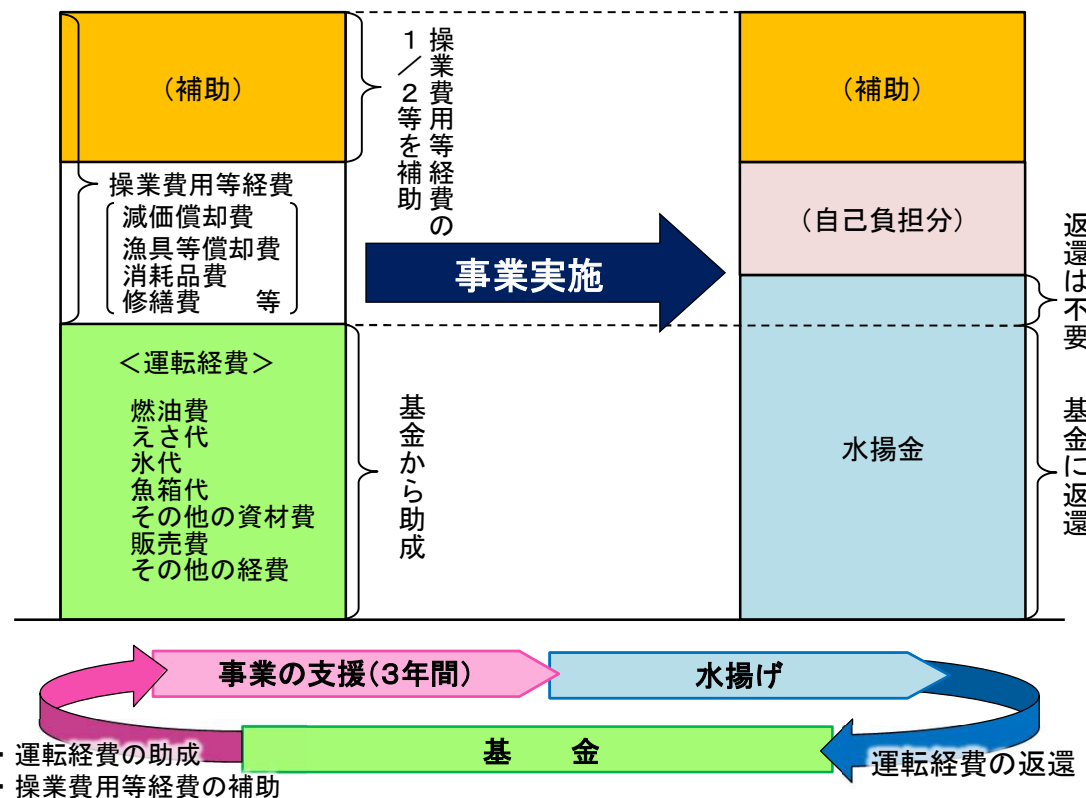 (補助)
操業費用等経費
減価償却費
漁具等償却費
消耗品費
修繕費 等
<運転経費>
燃油費
えさ代
氷代
魚箱代
その他の資材費
販売費
その他の経費
操業費用等経費の
1/2等を補助
基金から助成
事業実施
(補助)
(自己負担分)
水揚金
返還は不要
基金に返還
事業の支援(3年間)
水揚げ
基 金
・運転経費の助成
・操業費用等経費の補助
運転経費の返還